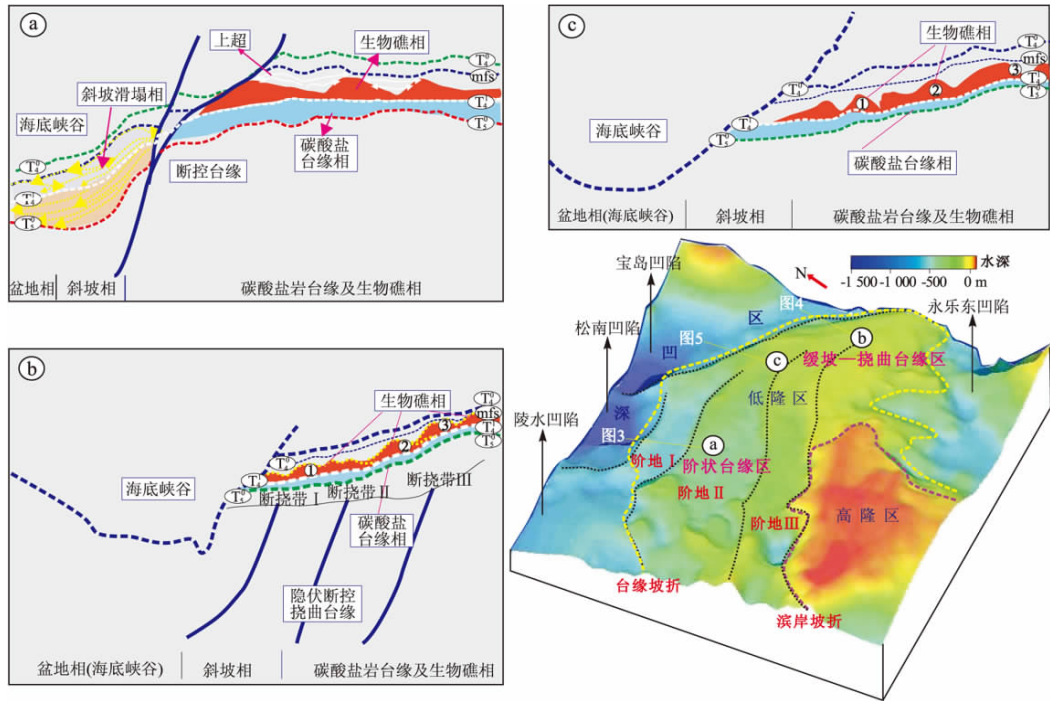 a
上超
生物礁相
斜坡滑塌相
海底峡谷
断控台缘
碳酸盐
台缘相
mfs
盆地相
斜坡相
碳酸盐岩台缘及生物礁相
c
生物礁相
mfs
海底峡谷
1
2
3
碳酸盐台缘相
盆地相(海底峡谷)
斜坡相
碳酸盐岩台缘及生物礁相
b
生物礁相
mfs
海底峡谷
1
2
3
断挠带 I
断挠带 II
断挠带III
碳酸盐
台缘相
隐伏断控
挠曲台缘
盆地相(海底峡谷)
斜坡相
碳酸盐岩台缘及生物礁相
水深
-1 500
-1 000
-500
0 m
N
宝岛凹陷
松南凹陷
陵水凹陷
永乐东凹陷
图4
图5
图3
区
凹
深
a
b
c
缓坡—挠曲台缘区
低隆区
阶状台缘区
阶地 I
阶地 II
阶地III
高隆区
台缘坡折
滨岸坡折